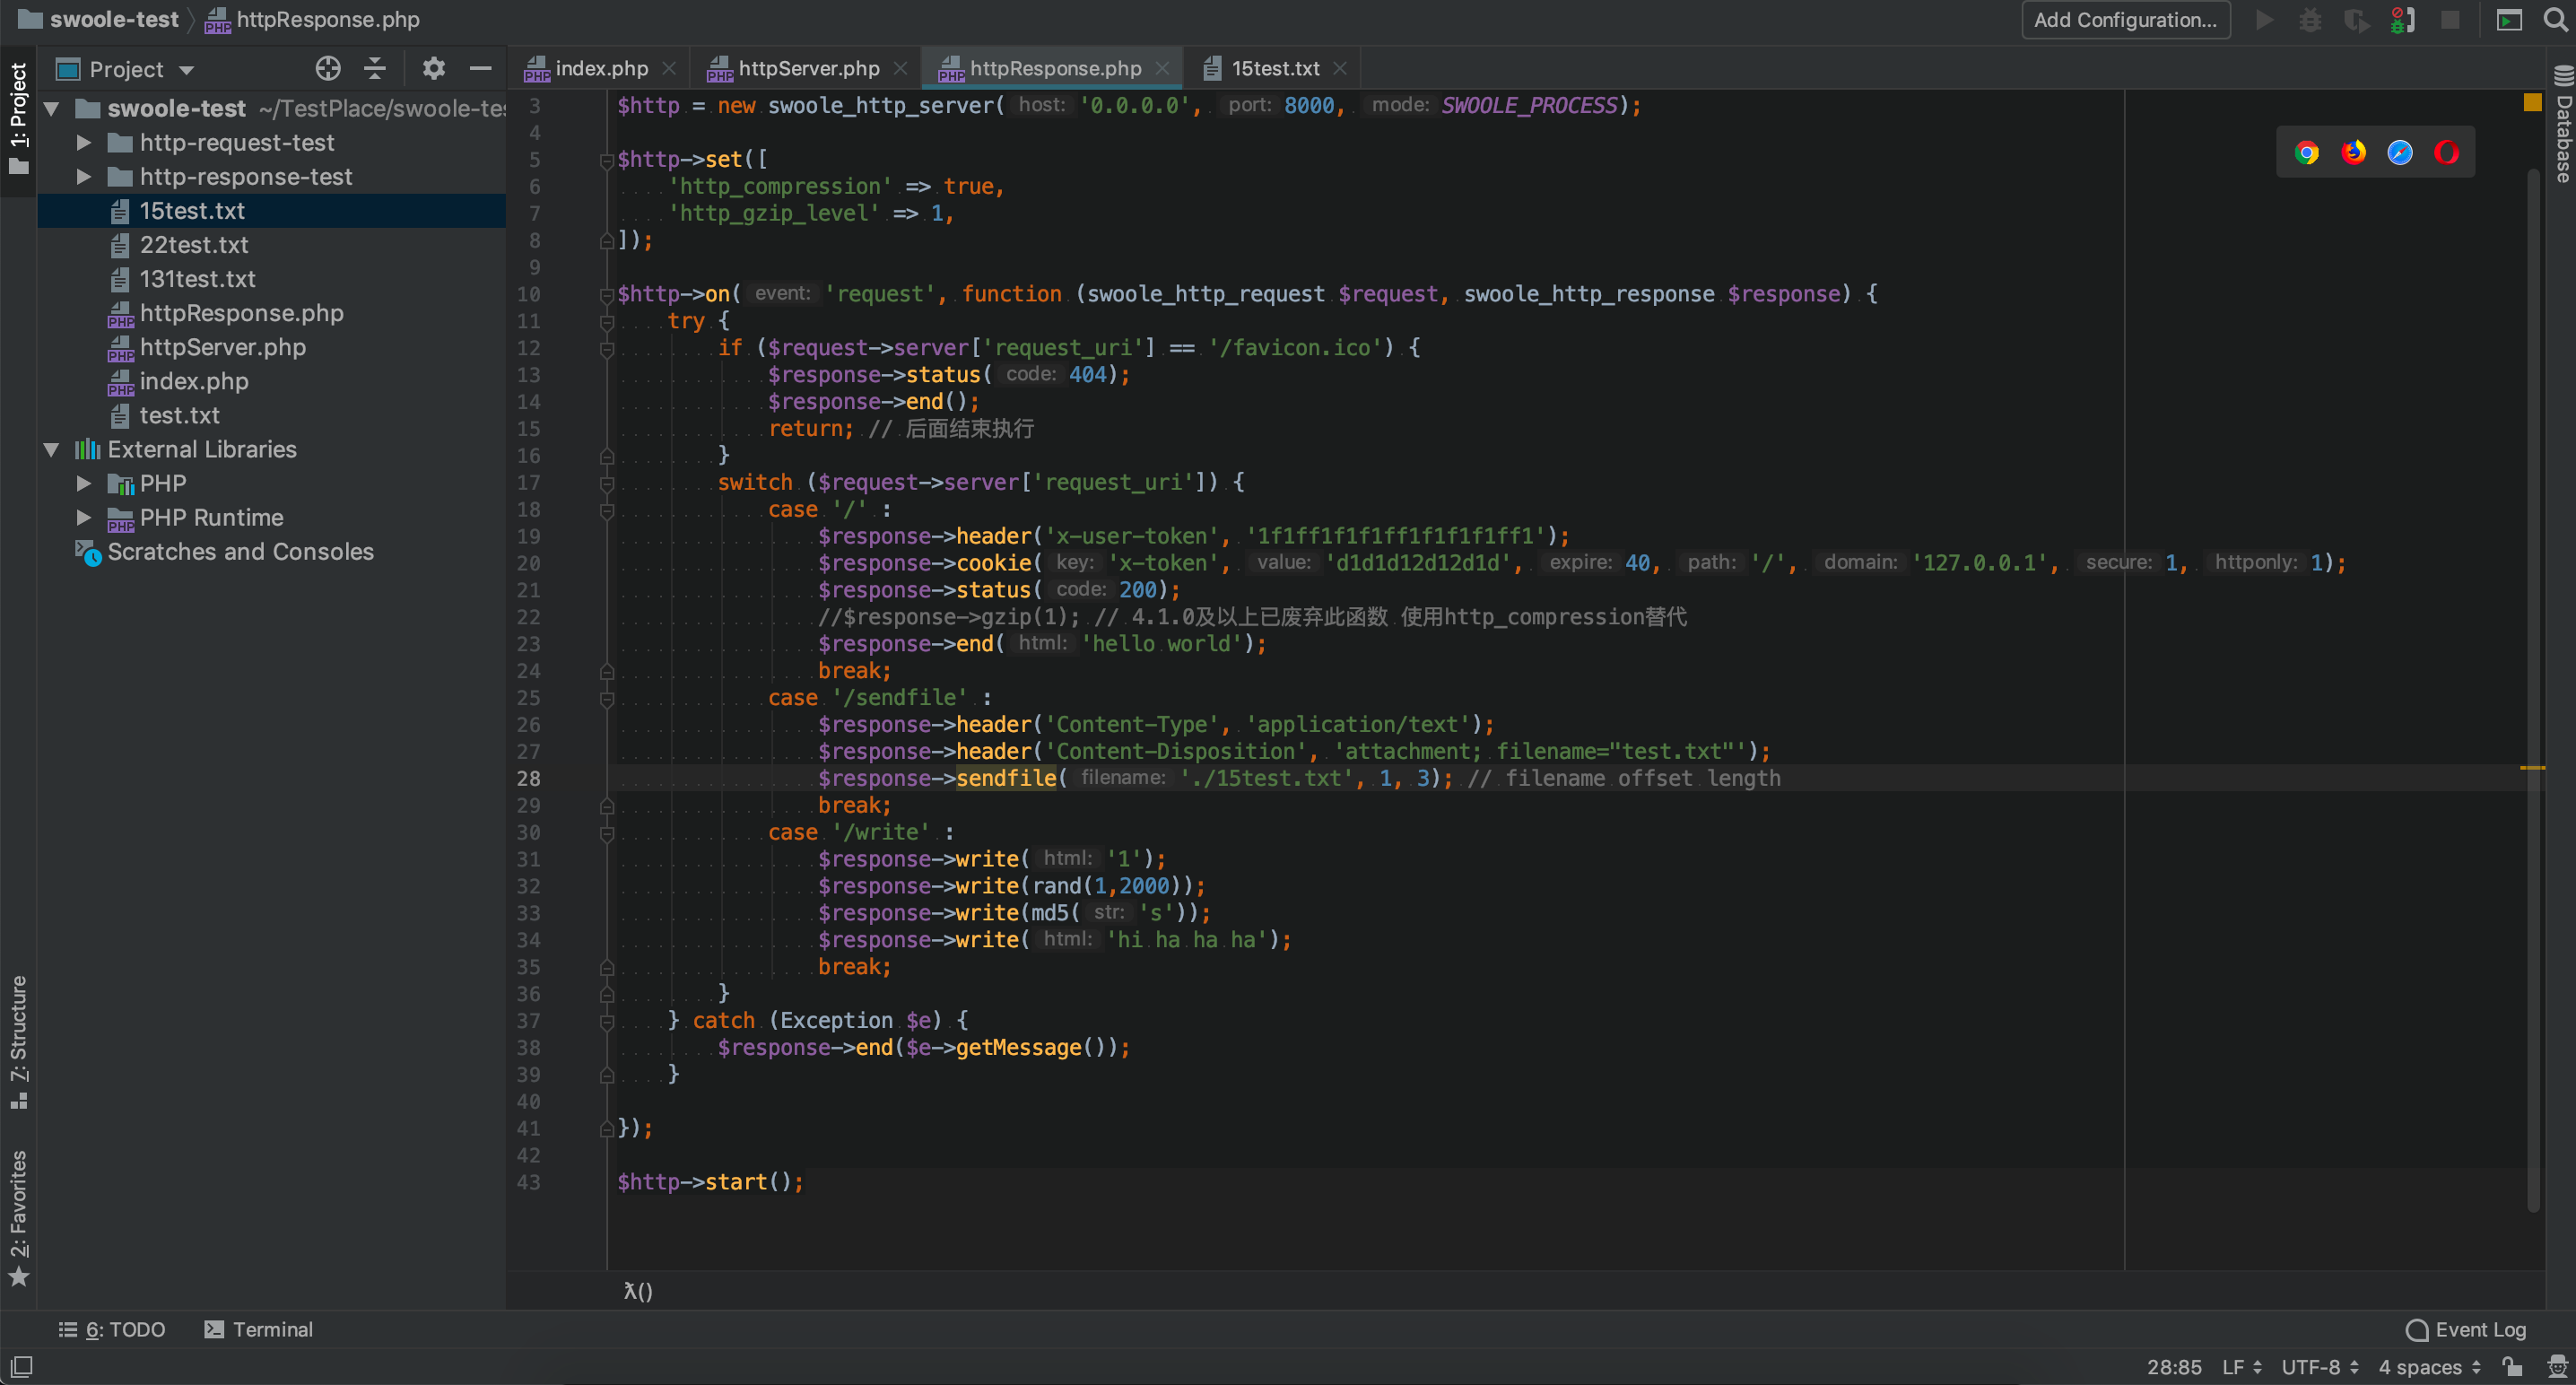 swoole-test httpResponse.php Add Configuration...
1: Project
Project
index.php httpServer.php httpResponse.php 15test.txt
Database
swoole-test ~/TestPlace/swoole-tes
http-request-test
http-response-test
15test.txt
22test.txt
131test.txt
httpResponse.php
httpServer.php
index.php
test.txt
External Libraries
PHP
PHP Runtime
Scratches and Consoles
3 $http = new swoole_http_server( host: '0.0.0.0', port: 8000, mode: SWOOLE_PROCESS);
4
5 $http->set([
6 'http_compression' => true,
7 'http_gzip_level' => 1,
8 ]);
9
10 $http->on( event: 'request', function (swoole_http_request $request, swoole_http_response $response) {
11 try {
12 if ($request->server['request_uri'] == '/favicon.ico') {
13 $response->status( code: 404);
14 $response->end();
15 return; // 后面结束执行
16 }
17 switch ($request->server['request_uri']) {
18 case '/' :
19 $response->header('x-user-token', '1f1ff1f1f1ff1f1f1f1ff1');
20 $response->cookie( key: 'x-token', value: 'd1d1d12d12d1d', expire: 40, path: '/', domain: '127.0.0.1', secure: 1, httponly: 1);
21 $response->status( code: 200);
22 //$response->gzip(1); // 4.1.0及以上已废弃此函数 使用http_compression替代
23 $response->end( html: 'hello world');
24 break;
25 case '/sendfile' :
26 $response->header('Content-Type', 'application/text');
27 $response->header('Content-Disposition', 'attachment; filename="test.txt"');
28 $response->sendfile( filename: './15test.txt', 1, 3); // filename offset length
29 break;
30 case '/write' :
31 $response->write( html: '1');
32 $response->write(rand(1,2000));
33 $response->write(md5( str: 's'));
34 $response->write( html: 'hi ha ha ha');
35 break;
36 }
37 } catch (Exception $e) {
38 $response->end($e->getMessage());
39 }
40
41 });
42
43 $http->start();
7: Structure
2: Favorites
λ()
6: TODO Terminal Event Log
28:85 LF UTF-8 4 spaces